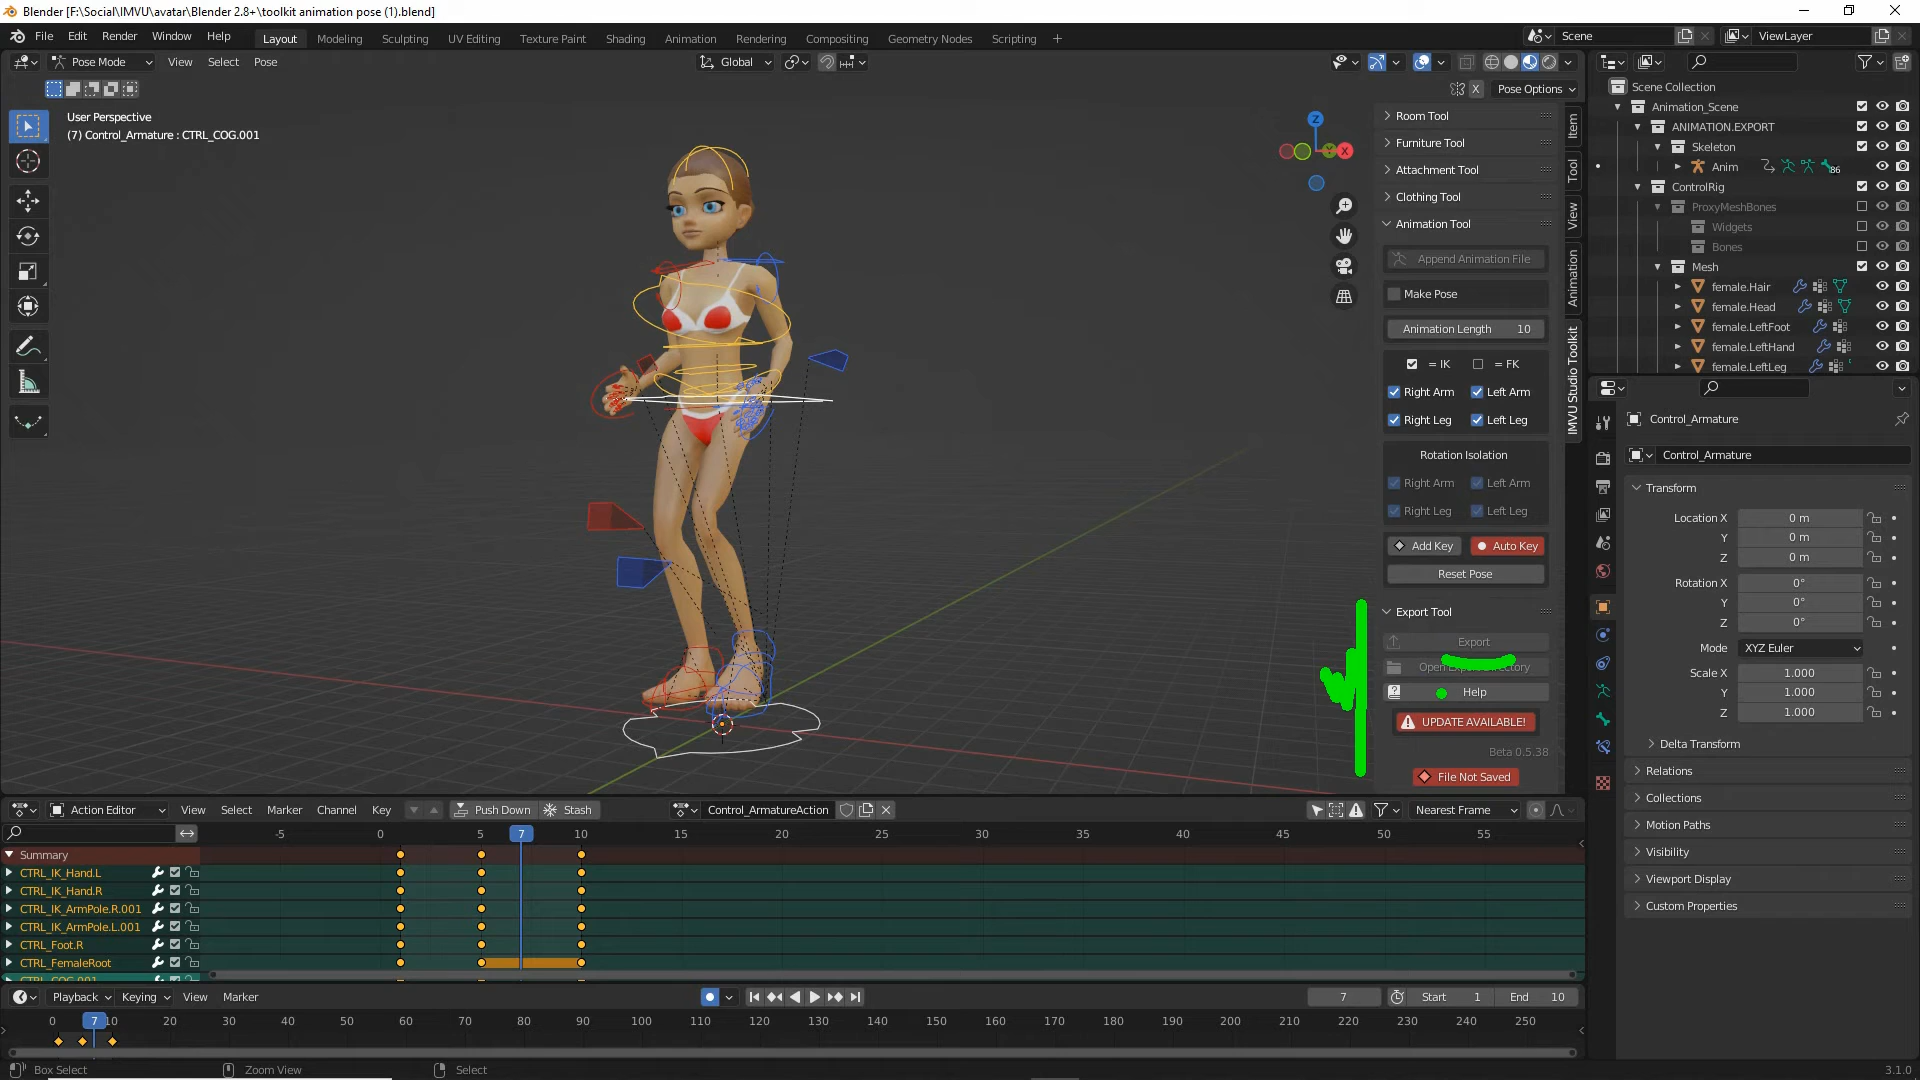 Blender [F:\Social\IMVU\avatar\Blender 2.8+\toolkit animation pose (1).blend]
File Edit Render Window Help Layout Modeling Sculpting UV Editing Texture Paint Shading Animation Rendering Compositing Geometry Nodes Scripting + Scene ViewLayer
Pose Mode View Select Pose Global
X Pose Options
User Perspective
(7) Control_Armature : CTRL_COG.001
Z
Y
X
Room Tool
Furniture Tool
Attachment Tool
Clothing Tool
Animation Tool
Append Animation File
Make Pose
Animation Length 10
= IK = FK
Right Arm Left Arm
Right Leg Left Leg
Rotation Isolation
Right Arm Left Arm
Right Leg Left Leg
Add Key Auto Key
Reset Pose
Export Tool
Export
Open Directory
Help
UPDATE AVAILABLE!
Beta 0.5.38
File Not Saved
Item
Tool
View
Animation
IMVU Studio Toolkit
Scene Collection
Animation_Scene
ANIMATION.EXPORT
Skeleton
Anim 86
ControlRig
ProxyMeshBones
Widgets
Bones
Mesh
female.Hair
female.Head
female.LeftFoot
female.LeftHand
female.LeftLeg
Control_Armature
Control_Armature
Transform
Location X 0 m
Y 0 m
Z 0 m
Rotation X 0°
Y 0°
Z 0°
Mode XYZ Euler
Scale X 1.000
Y 1.000
Z 1.000
Delta Transform
Relations
Collections
Motion Paths
Visibility
Viewport Display
Custom Properties
Action Editor View Select Marker Channel Key Push Down Stash Control_ArmatureAction Nearest Frame
-5 0 5 7 10 15 20 25 30 35 40 45 50 55
Summary
CTRL_IK_Hand.L
CTRL_IK_Hand.R
CTRL_IK_ArmPole.R.001
CTRL_IK_ArmPole.L.001
CTRL_Foot.R
CTRL_FemaleRoot
CTRL_COG.001
Playback Keying View Marker 7 Start 1 End 10
0 7 10 20 30 40 50 60 70 80 90 100 110 120 130 140 150 160 170 180 190 200 210 220 230 240 250
Box Select Zoom View Select 3.1.0